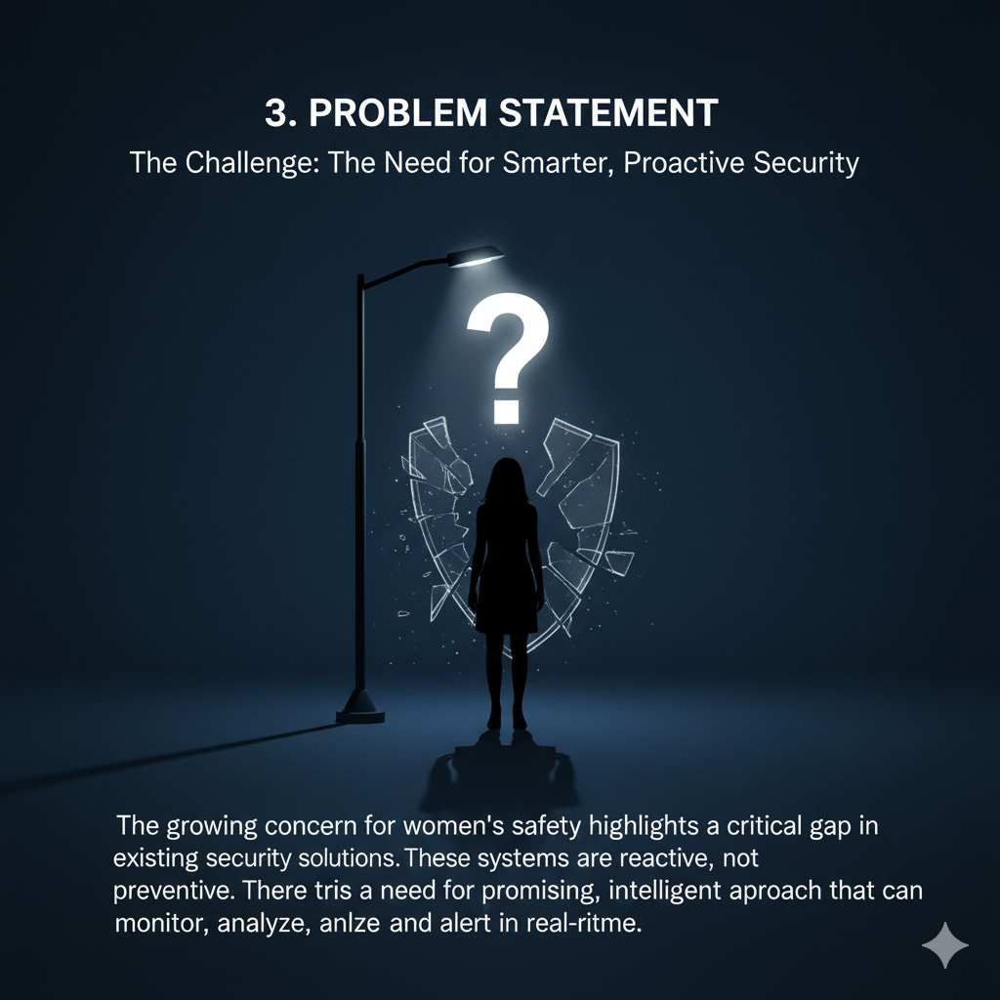 3. PROBLEM STATEMENT
The Challenge: The Need for Smarter, Proactive Security
?
The growing concern for women's safety highlights a critical gap in
existing security solutions. These systems are reactive, not
preventive. There tris a need for promising, intelligent aproach that can
monitor, analyze, anlze and alert in real-ritme.